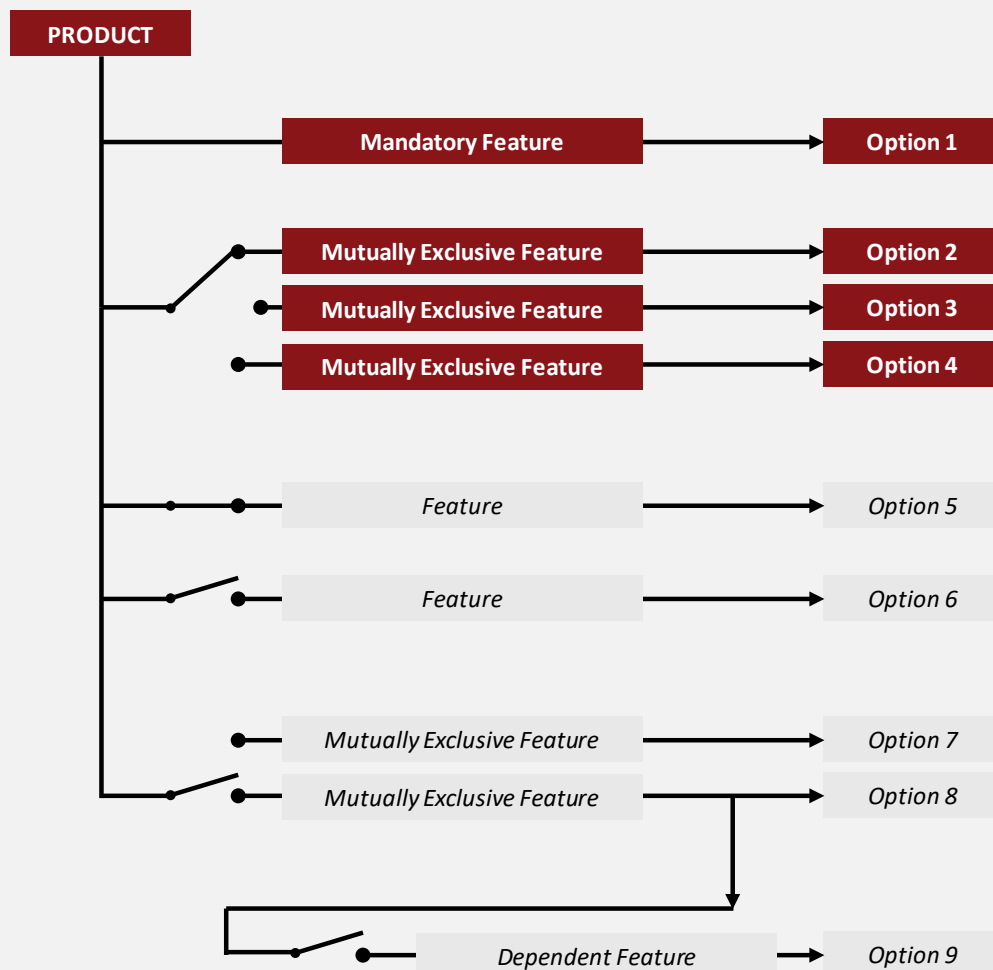 PRODUCT
Mandatory Feature
Option 1
Mutually Exclusive Feature
Option 2
Mutually Exclusive Feature
Option 3
Mutually Exclusive Feature
Option 4
Feature
Option 5
Feature
Option 6
Mutually Exclusive Feature
Option 7
Mutually Exclusive Feature
Option 8
Dependent Feature
Option 9